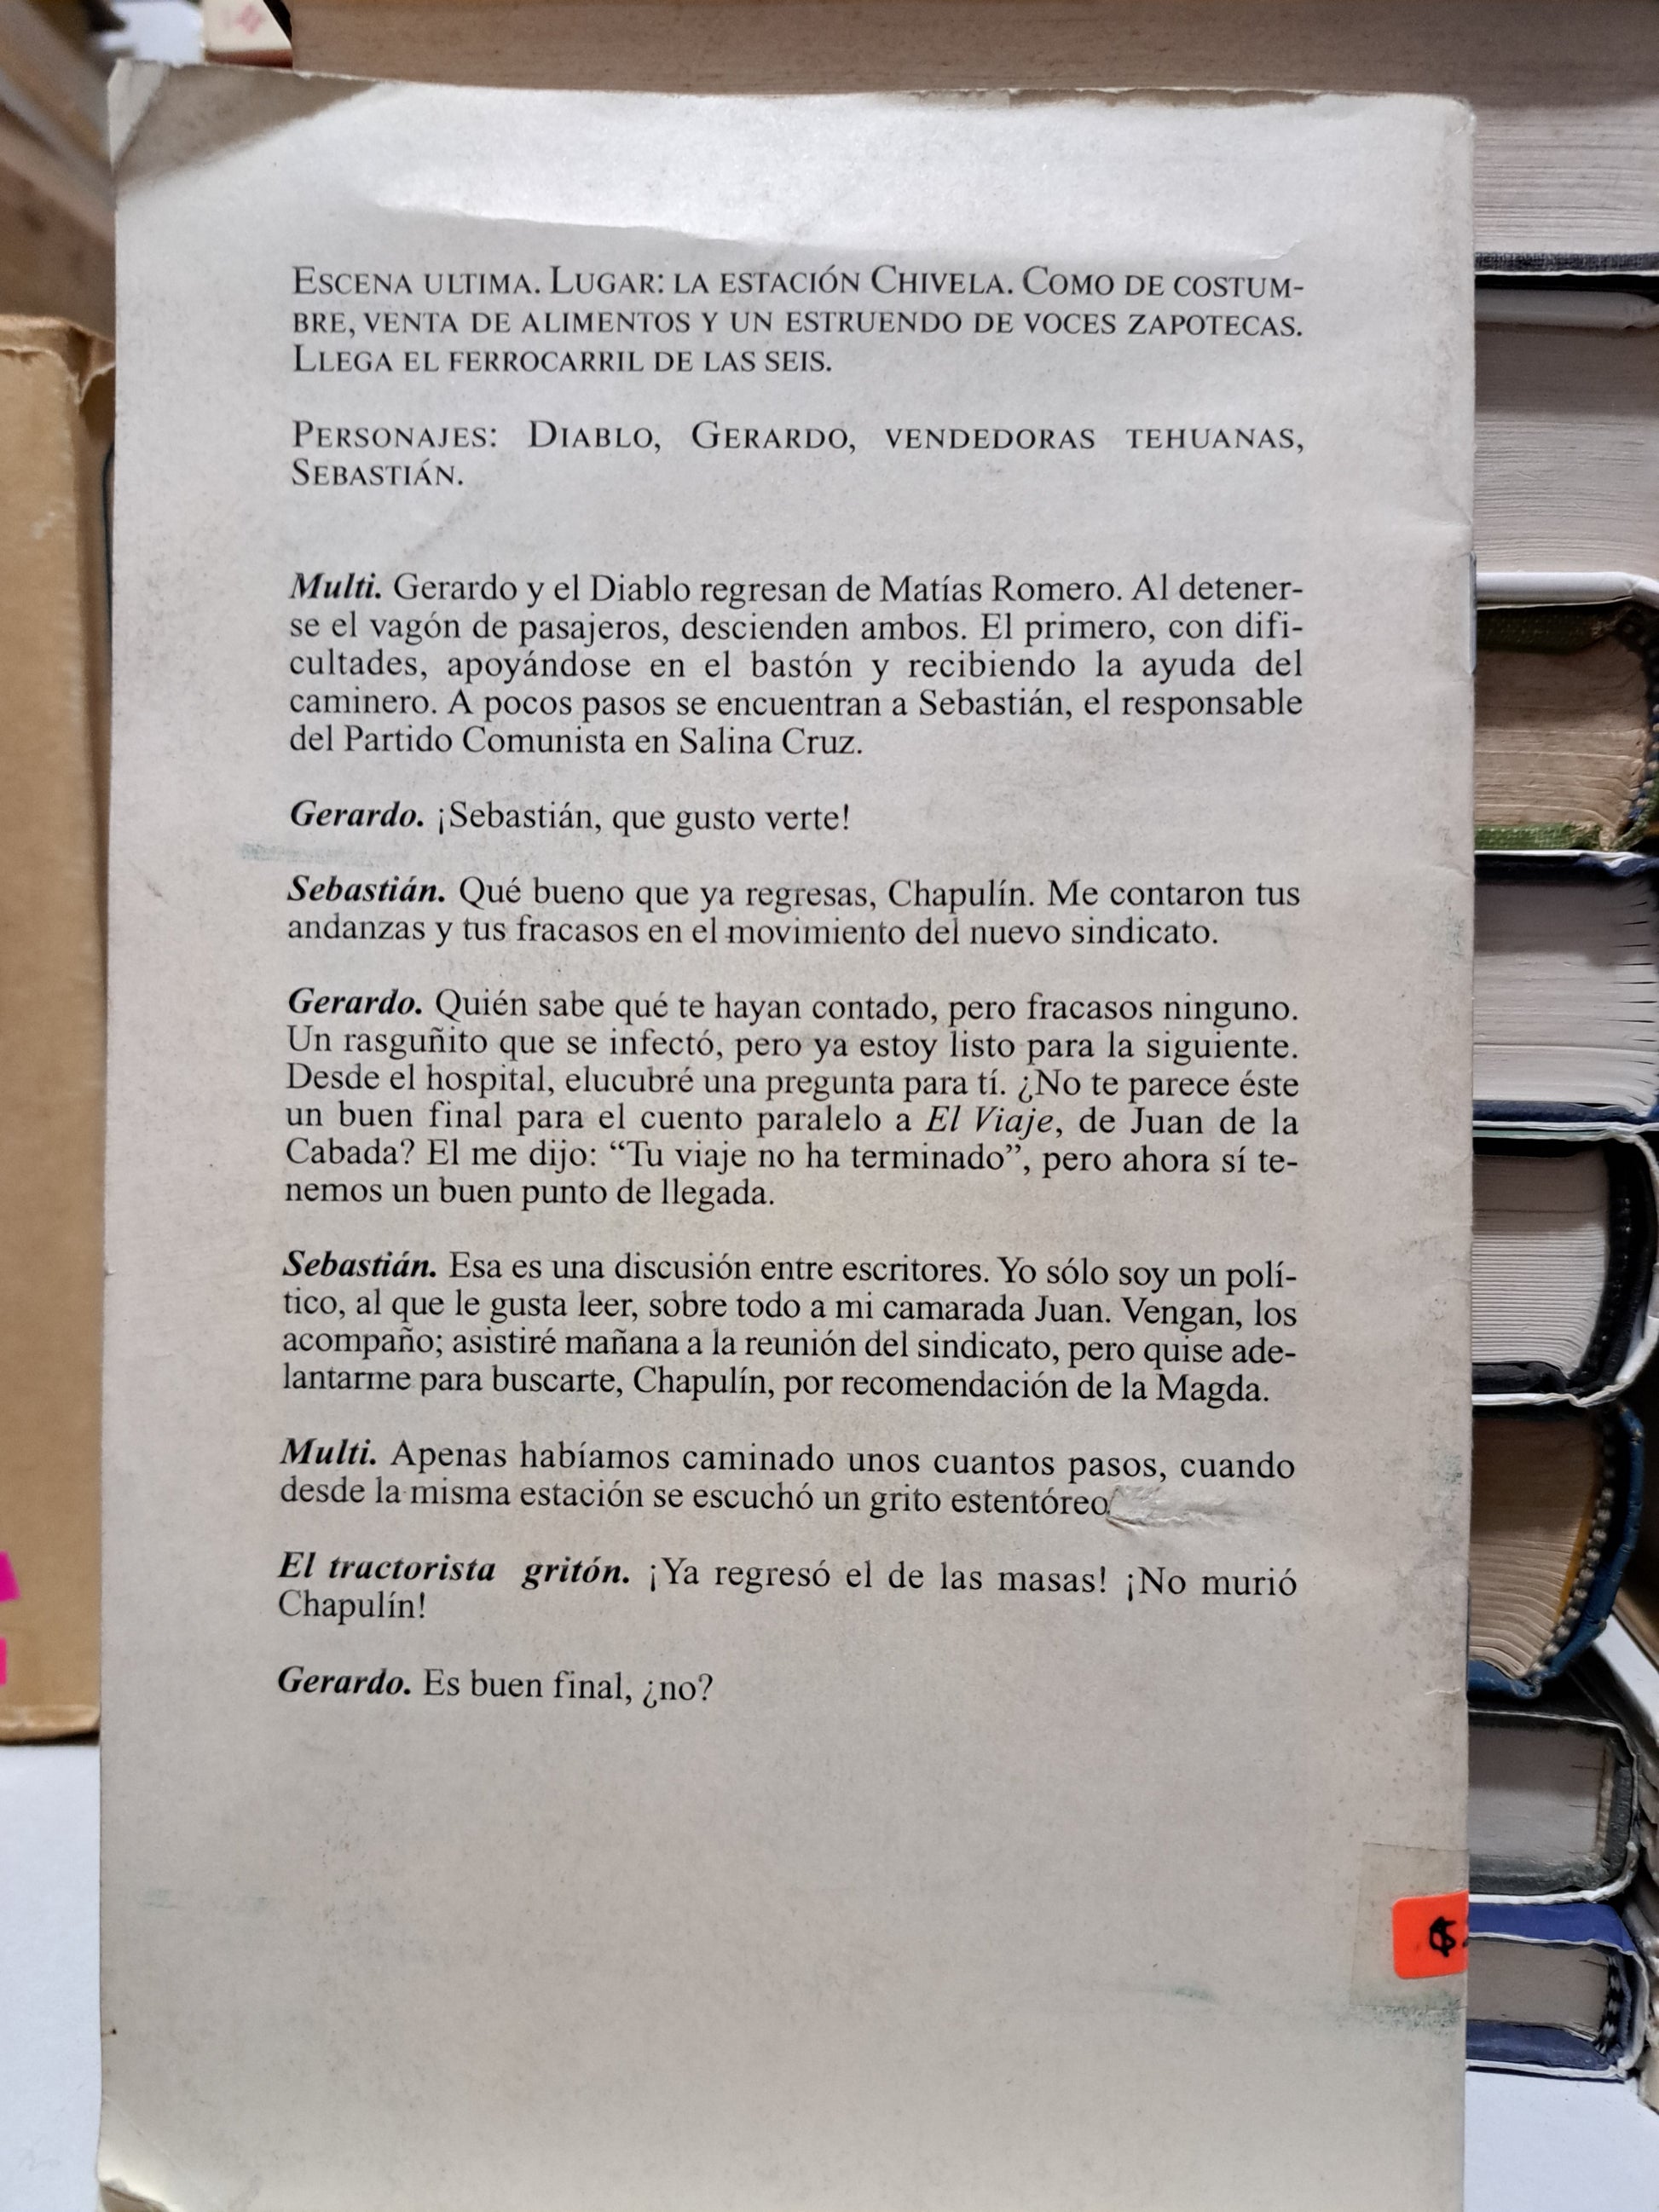 ESCENA ULTIMA. LUGAR: LA ESTACIÓN CHIVELA. COMO DE COSTUM-
BRE, VENTA DE ALIMENTOS Y UN ESTRUENDO DE VOCES ZAPOTECAS.
LLEGA EL FERROCARRIL DE LAS SEIS.
PERSONAJES: DIABLO, GERARDO, VENDEDORAS TEHUANAS,
SEBASTIÁN.
Multi. Gerardo y el Diablo regresan de Matías Romero. Al detener-
se el vagón de pasajeros, descienden ambos. El primero, con difi-
cultades, apoyándose en el bastón y recibiendo la ayuda del
caminero. A pocos pasos se encuentran a Sebastián, el responsable
del Partido Comunista en Salina Cruz.
Gerardo. ¡Sebastián, que gusto verte!
Sebastián. Qué bueno que ya regresas, Chapulín. Me contaron tus
andanzas y tus fracasos en el movimiento del nuevo sindicato.
Gerardo. Quién sabe qué te hayan contado, pero fracasos ninguno.
Un rasguñito que se infectó, pero ya estoy listo para la siguiente.
Desde el hospital, elucubré una pregunta para tí. ¿No te parece éste
un buen final para el cuento paralelo a El Viaje, de Juan de la
Cabada? El me dijo: “Tu viaje no ha terminado”, pero ahora sí te-
nemos un buen punto de llegada.
Sebastián. Esa es una discusión entre escritores. Yo sólo soy un polí-
tico, al que le gusta leer, sobre todo a mi camarada Juan. Vengan, los
acompaño; asistiré mañana a la reunión del sindicato, pero quise ade-
lantarme para buscarte, Chapulín, por recomendación de la Magda.
Multi. Apenas habíamos caminado unos cuantos pasos, cuando
desde la misma estación se escuchó un grito estentóreo
El tractorista gritón. ¡Ya regresó el de las masas! ¡No murió
Chapulín!
Gerardo. Es buen final, ¿no?
$